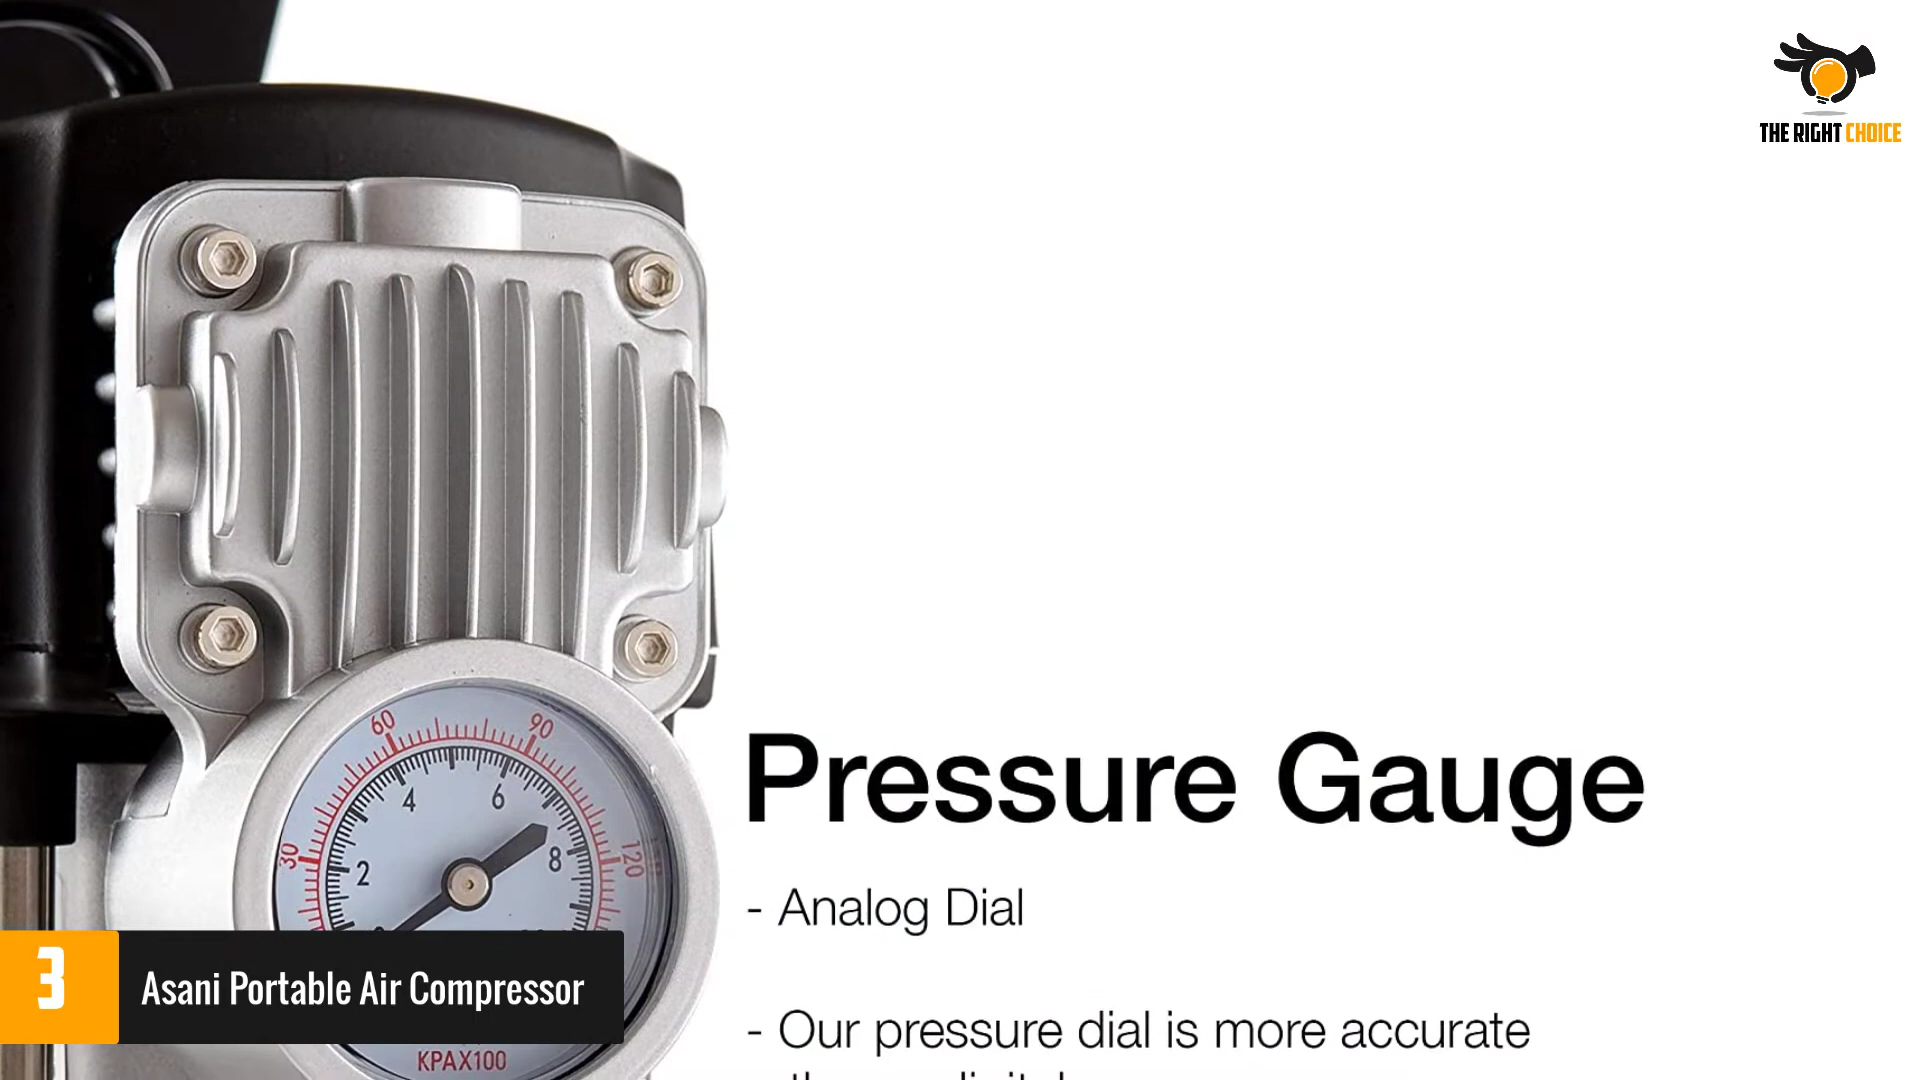 THE RIGHT CHOICE
60
90
4
6
30
120
2
8
Pressure Gauge
- Analog Dial
3
Asani Portable Air Compressor
- Our pressure dial is more accurate
KPAX100